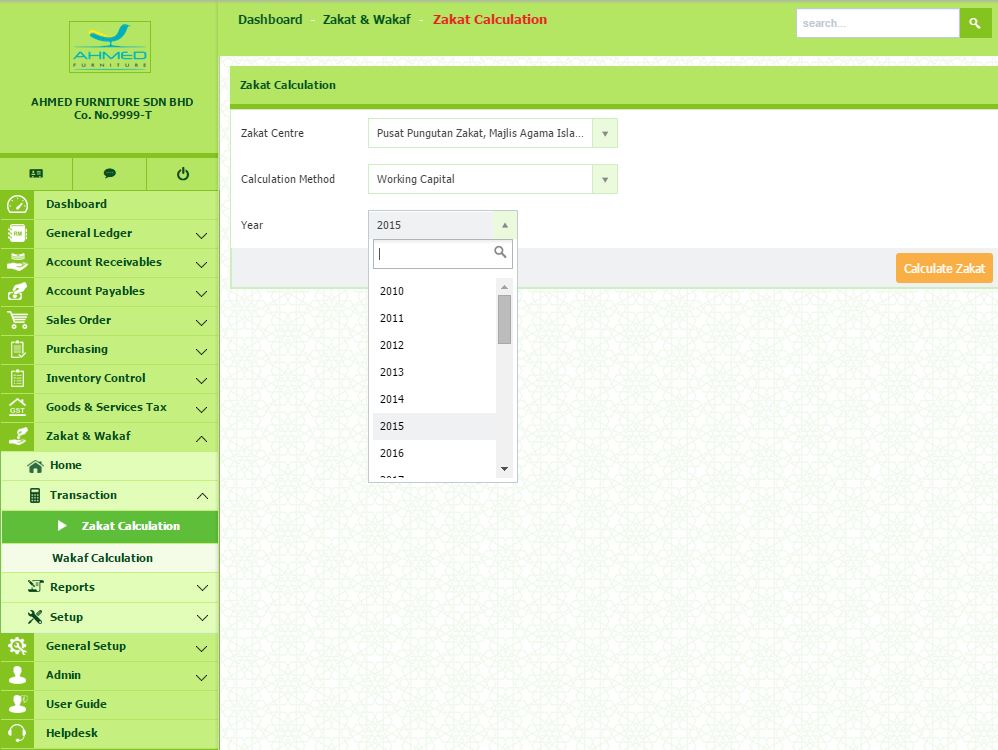 AHMED
FURNITURE
AHMED FURNITURE SDN BHD
Co. No.9999-T
Dashboard
RM
General Ledger
Account Receivables
Account Payables
Sales Order
Purchasing
Inventory Control
GST
Goods & Services Tax
Zakat & Wakaf
Home
Transaction
Zakat Calculation
Wakaf Calculation
Reports
Setup
General Setup
Admin
User Guide
Helpdesk
Dashboard - Zakat & Wakaf - Zakat Calculation
search...
Zakat Calculation
Zakat Centre Pusat Pungutan Zakat, Majlis Agama Isla...
Calculation Method Working Capital
Year 2015
Calculate Zakat
2010
2011
2012
2013
2014
2015
2016
2017